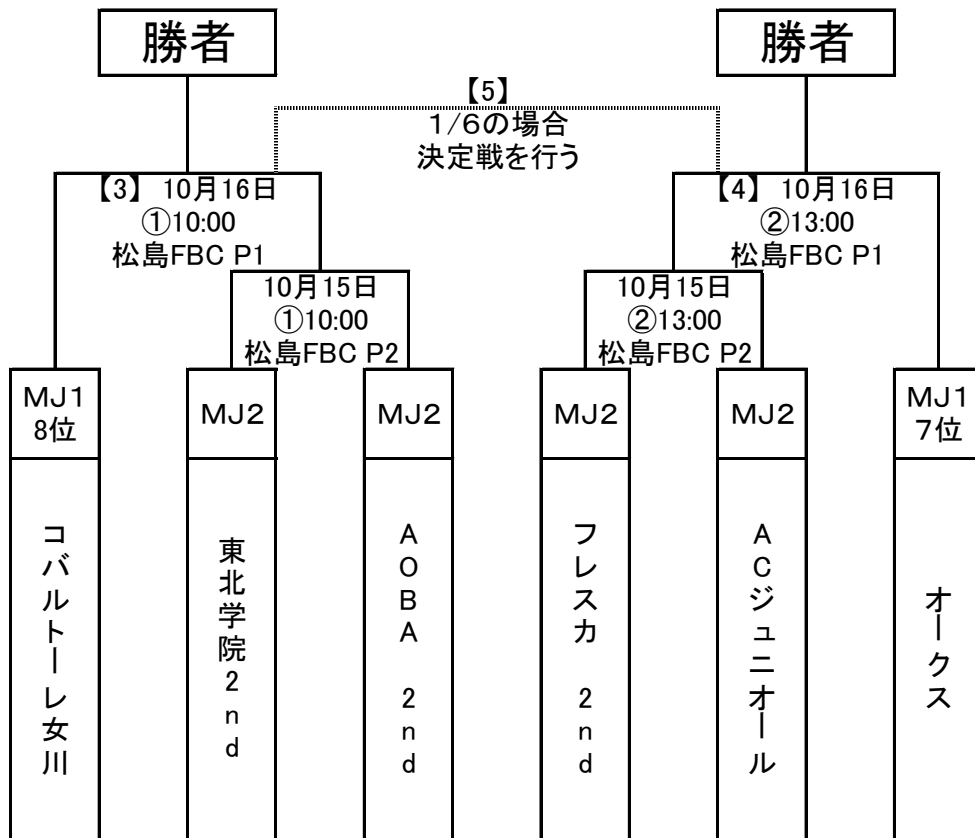 勝者
勝者
【5】
1/6の場合
決定戦を行う
【3】 10月16日
①10:00
松島FBC P1
【4】 10月16日
②13:00
松島FBC P1
10月15日
①10:00
松島FBC P2
10月15日
②13:00
松島FBC P2
MJ1
8位
MJ2
MJ2
MJ2
MJ2
MJ1
7位
コバルトーレ女川
東北学院2nd
AOBA 2nd
フレスカ 2nd
ACジュニオール
オークス